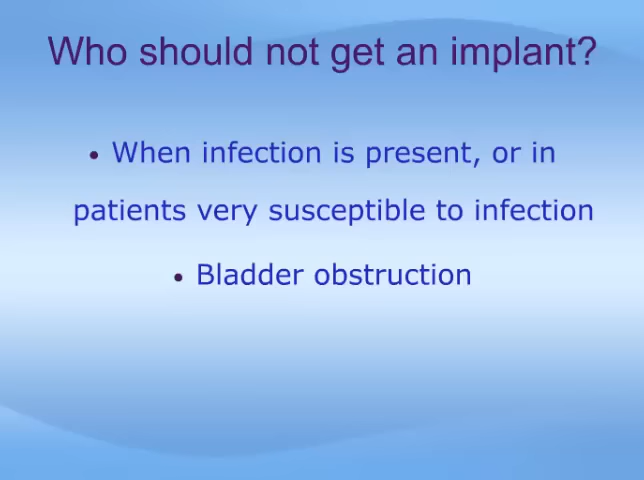 Who should not get an implant?
• When infection is present, or in
patients very susceptible to infection
• Bladder obstruction